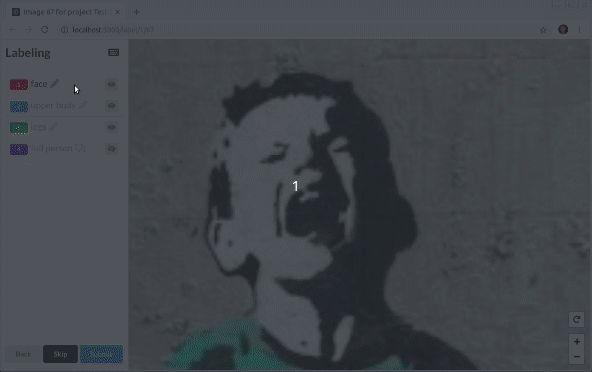 Image 67 for project Test
localhost:3000/label/1/67
Labeling
face
upper body
legs
full person
1
Back
Skip
Submit